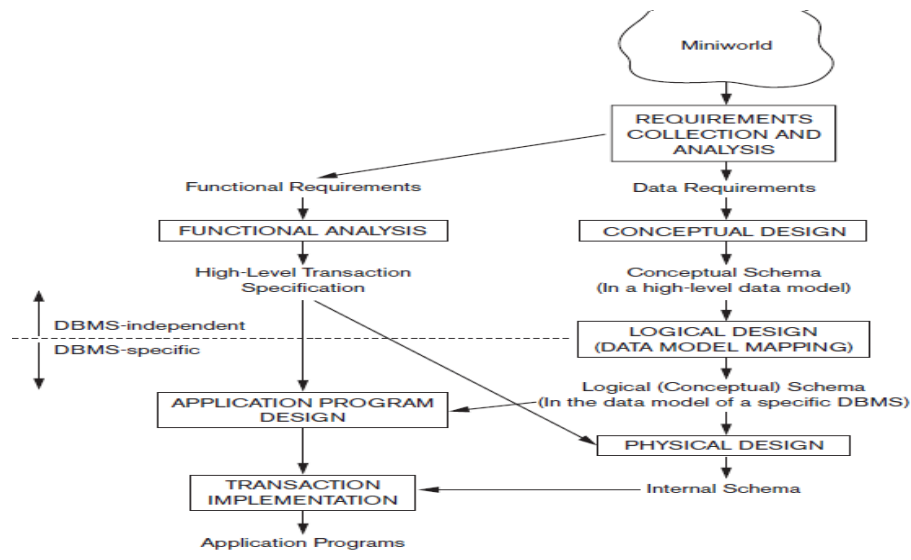 Miniworld
REQUIREMENTS
COLLECTION AND
ANALYSIS
Functional Requirements
Data Requirements
FUNCTIONAL ANALYSIS
CONCEPTUAL DESIGN
High-Level Transaction
Specification
Conceptual Schema
(In a high-level data model)
DBMS-independent
DBMS-specific
LOGICAL DESIGN
(DATA MODEL MAPPING)
Logical (Conceptual) Schema
(In the data model of a specific DBMS)
APPLICATION PROGRAM
DESIGN
PHYSICAL DESIGN
TRANSACTION
IMPLEMENTATION
Internal Schema
Application Programs